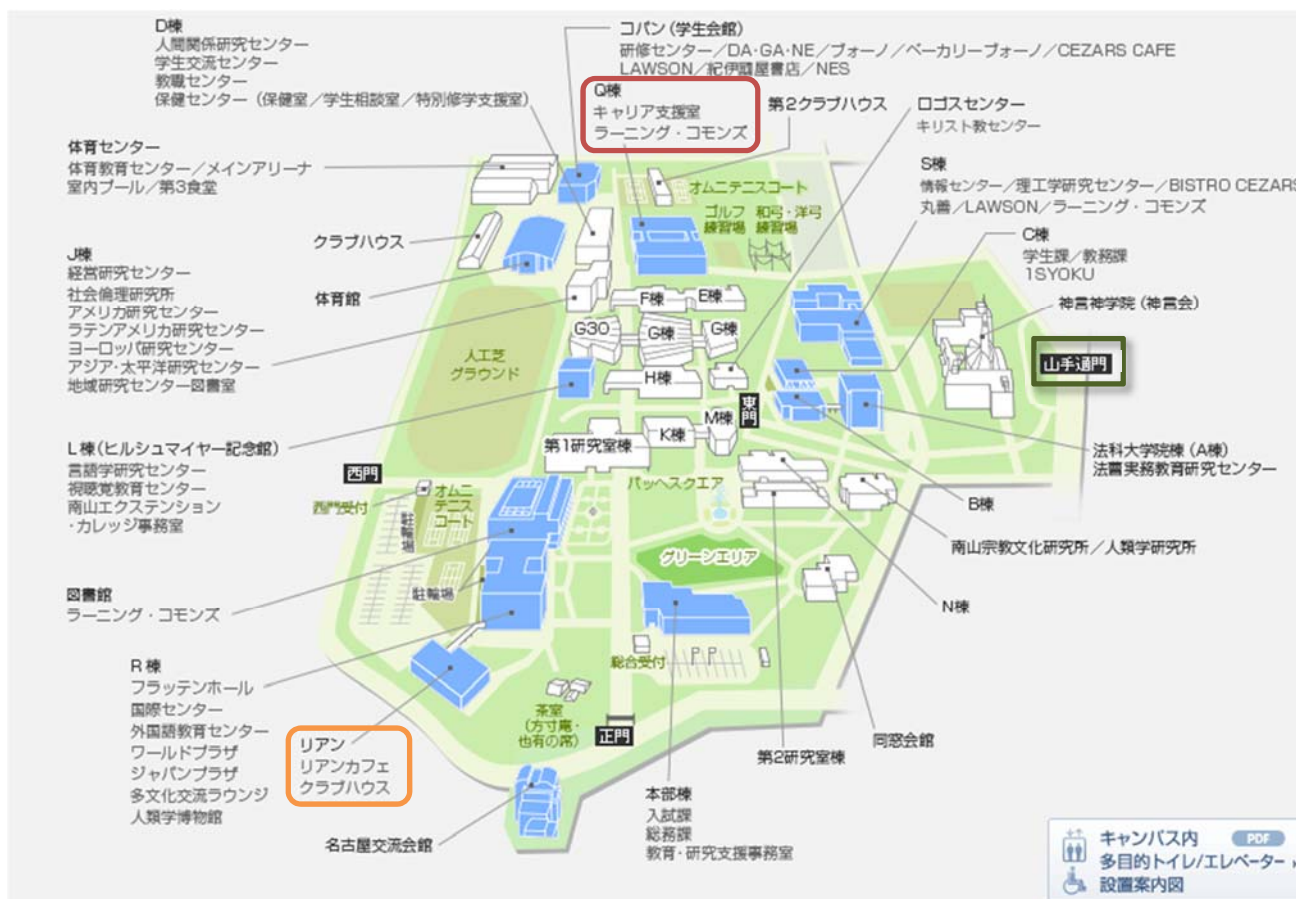 D棟
人間関係研究センター
学生交流センター
教職センター
保健センター（保健室／学生相談室／特別修学支援室）
コパン（学生会館）
研修センター／DA・GA・NE／ブォーノ／ベーカリーブォーノ／CEZARS CAFE
LAWSON／紀伊國屋書店／NES
Q棟
キャリア支援室
ラーニング・コモンズ
第2クラブハウス
ロゴスセンター
キリスト教センター
体育センター
体育教育センター／メインアリーナ
室内プール／第3食堂
S棟
情報センター／理工学研究センター／BISTRO CEZARS
丸善／LAWSON／ラーニング・コモンズ
オムニテニスコート
ゴルフ
練習場
和弓・洋弓
練習場
クラブハウス
C棟
学生課／教務課
1SYOKU
J棟
経営研究センター
社会倫理研究所
アメリカ研究センター
ラテンアメリカ研究センター
ヨーロッパ研究センター
アジア・太平洋研究センター
地域研究センター図書室
体育館
神言神学院（神言会）
F棟
E棟
G30
G棟
G棟
人工芝
グラウンド
山手通門
H棟
東門
M棟
K棟
第1研究室棟
L棟（ヒルシュマイヤー記念館）
言語学研究センター
視聴覚教育センター
南山エクステンション
・カレッジ事務室
法科大学院棟（A棟）
法曹実務教育研究センター
西門
西門受付
オムニ
テニス
コート
駐車場
パッヘスクエア
B棟
南山宗教文化研究所／人類学研究所
グリーンエリア
図書館
ラーニング・コモンズ
駐輪場
N棟
R棟
フラッテンホール
国際センター
外国語教育センター
ワールドプラザ
ジャパンプラザ
多文化交流ラウンジ
人類学博物館
総合受付
P P
茶室
（方寸庵・
也有の席）
正門
リアン
リアンカフェ
クラブハウス
同窓会館
第2研究室棟
本部棟
入試課
総務課
教育・研究支援事務室
名古屋交流会館
キャンパス内 PDF
多目的トイレ/エレベーター
設置案内図